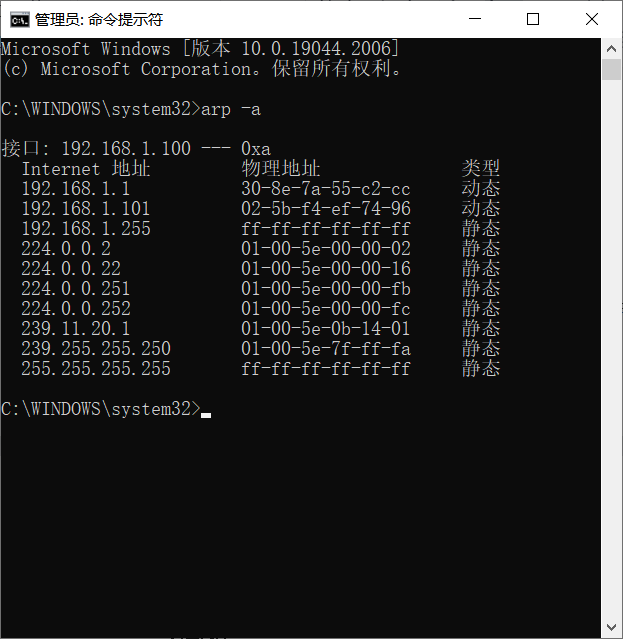 管理员: 命令提示符
Microsoft Windows [版本 10.0.19044.2006]
(c) Microsoft Corporation。保留所有权利。
C:\WINDOWS\system32>arp -a
接口: 192.168.1.100 --- 0xa
Internet 地址 物理地址 类型
192.168.1.1 30-8e-7a-55-c2-cc 动态
192.168.1.101 02-5b-f4-ef-74-96 动态
192.168.1.255 ff-ff-ff-ff-ff-ff 静态
224.0.0.2 01-00-5e-00-00-02 静态
224.0.0.22 01-00-5e-00-00-16 静态
224.0.0.251 01-00-5e-00-00-fb 静态
224.0.0.252 01-00-5e-00-00-fc 静态
239.11.20.1 01-00-5e-0b-14-01 静态
239.255.255.250 01-00-5e-7f-ff-fa 静态
255.255.255.255 ff-ff-ff-ff-ff-ff 静态
C:\WINDOWS\system32>